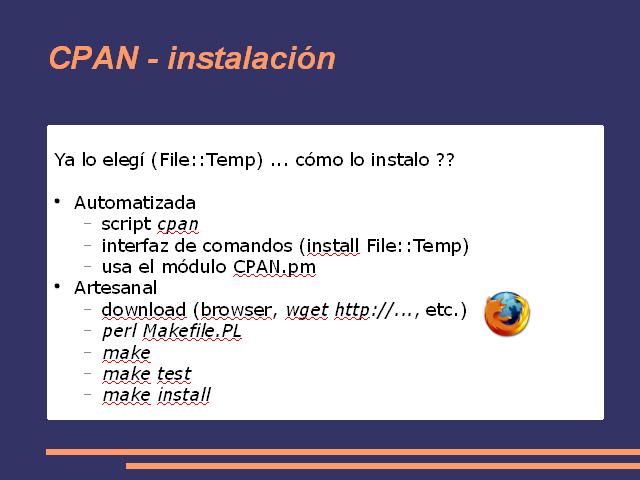 CPAN - instalación
Ya lo elegí (File::Temp) ... cómo lo instalo ??
• Automatizada
– script cpan
– interfaz de comandos (install File::Temp)
– usa el módulo CPAN.pm
• Artesanal
– download (browser, wget http://..., etc.)
– perl Makefile.PL
– make
– make test
– make install